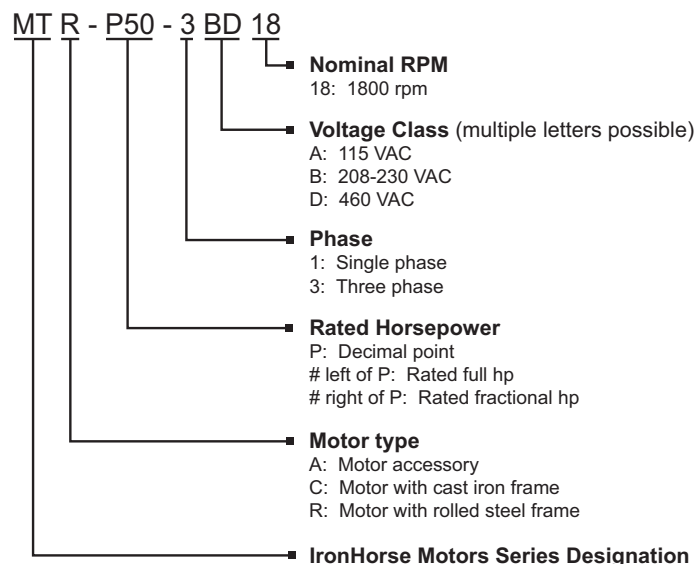 MT R - P50 - 3 BD 18
Nominal RPM
18: 1800 rpm
Voltage Class (multiple letters possible)
A: 115 VAC
B: 208-230 VAC
D: 460 VAC
Phase
1: Single phase
3: Three phase
Rated Horsepower
P: Decimal point
# left of P: Rated full hp
# right of P: Rated fractional hp
Motor type
A: Motor accessory
C: Motor with cast iron frame
R: Motor with rolled steel frame
IronHorse Motors Series Designation